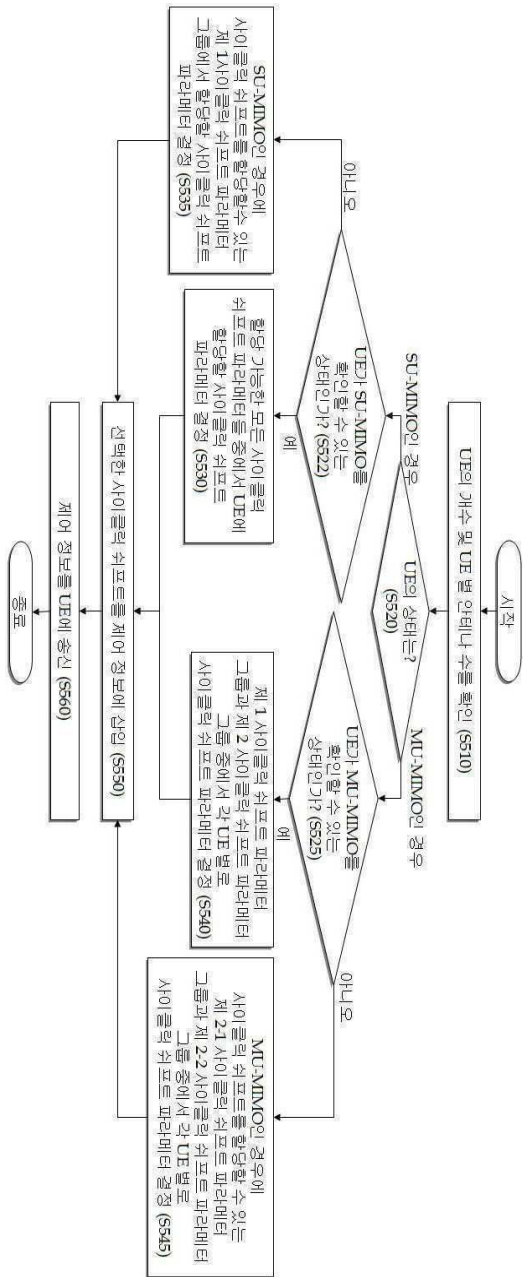 시작
UE의 개수 및 UE 별 안테나 수를 확인 (S510)
UE의 상태는?
(S520)
SU-MIMO인 경우
MU-MIMO인 경우
UE가 SU-MIMO를
확인할 수 있는
상태인가? (S522)
아니오
예
UE가 MU-MIMO를
확인할 수 있는
상태인가? (S525)
예
아니오
SU-MIMO인 경우에
사이클릭 쉬프트를 할당할수 있는
제 1사이클릭 쉬프트 파라메터
그룹에서 할당할 사이클릭 쉬프트
파라메터 결정 (S535)
할당 가능한 모든 사이클릭
쉬프트 파라메터들 중에서 UE에
할당할 사이클릭 쉬프트
파라메터 결정 (S530)
제 1 사이클릭 쉬프트 파라메터
그룹과 제 2 사이클릭 쉬프트 파라메터
그룹 중에서 각 UE 별로
사이클릭 쉬프트 파라메터 결정 (S540)
MU-MIMO인 경우에
사이클릭 쉬프트를 할당할 수 있는
제 2-1 사이클릭 쉬프트 파라메터
그룹과 제 2-2 사이클릭 쉬프트 파라메터
그룹 중에서 각 UE 별로
사이클릭 쉬프트 파라메터 결정 (S545)
선택한 사이클릭 쉬프트를 제어 정보에 삽입 (S550)
제어 정보를 UE에 송신 (S560)
종료